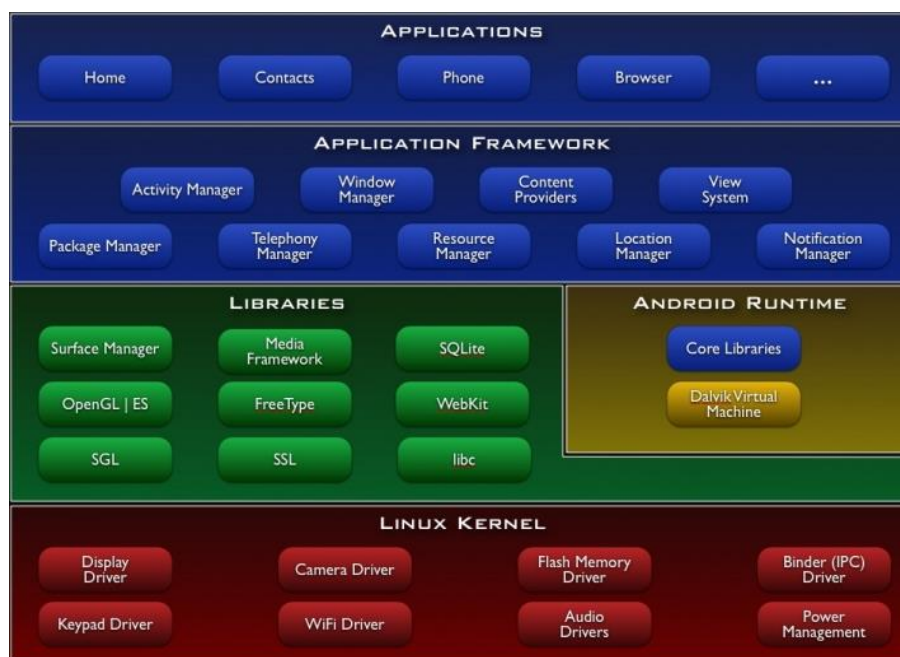 APPLICATIONS
Home
Contacts
Phone
Browser
...
APPLICATION FRAMEWORK
Activity Manager
Window
Manager
Content
Providers
View
System
Package Manager
Telephony
Manager
Resource
Manager
Location
Manager
Notification
Manager
LIBRARIES
Surface Manager
Media
Framework
SQLite
OpenGL | ES
FreeType
WebKit
SGL
SSL
libc
ANDROID RUNTIME
Core Libraries
Dalvik Virtual
Machine
LINUX KERNEL
Display
Driver
Camera Driver
Flash Memory
Driver
Binder (IPC)
Driver
Keypad Driver
WiFi Driver
Audio
Drivers
Power
Management